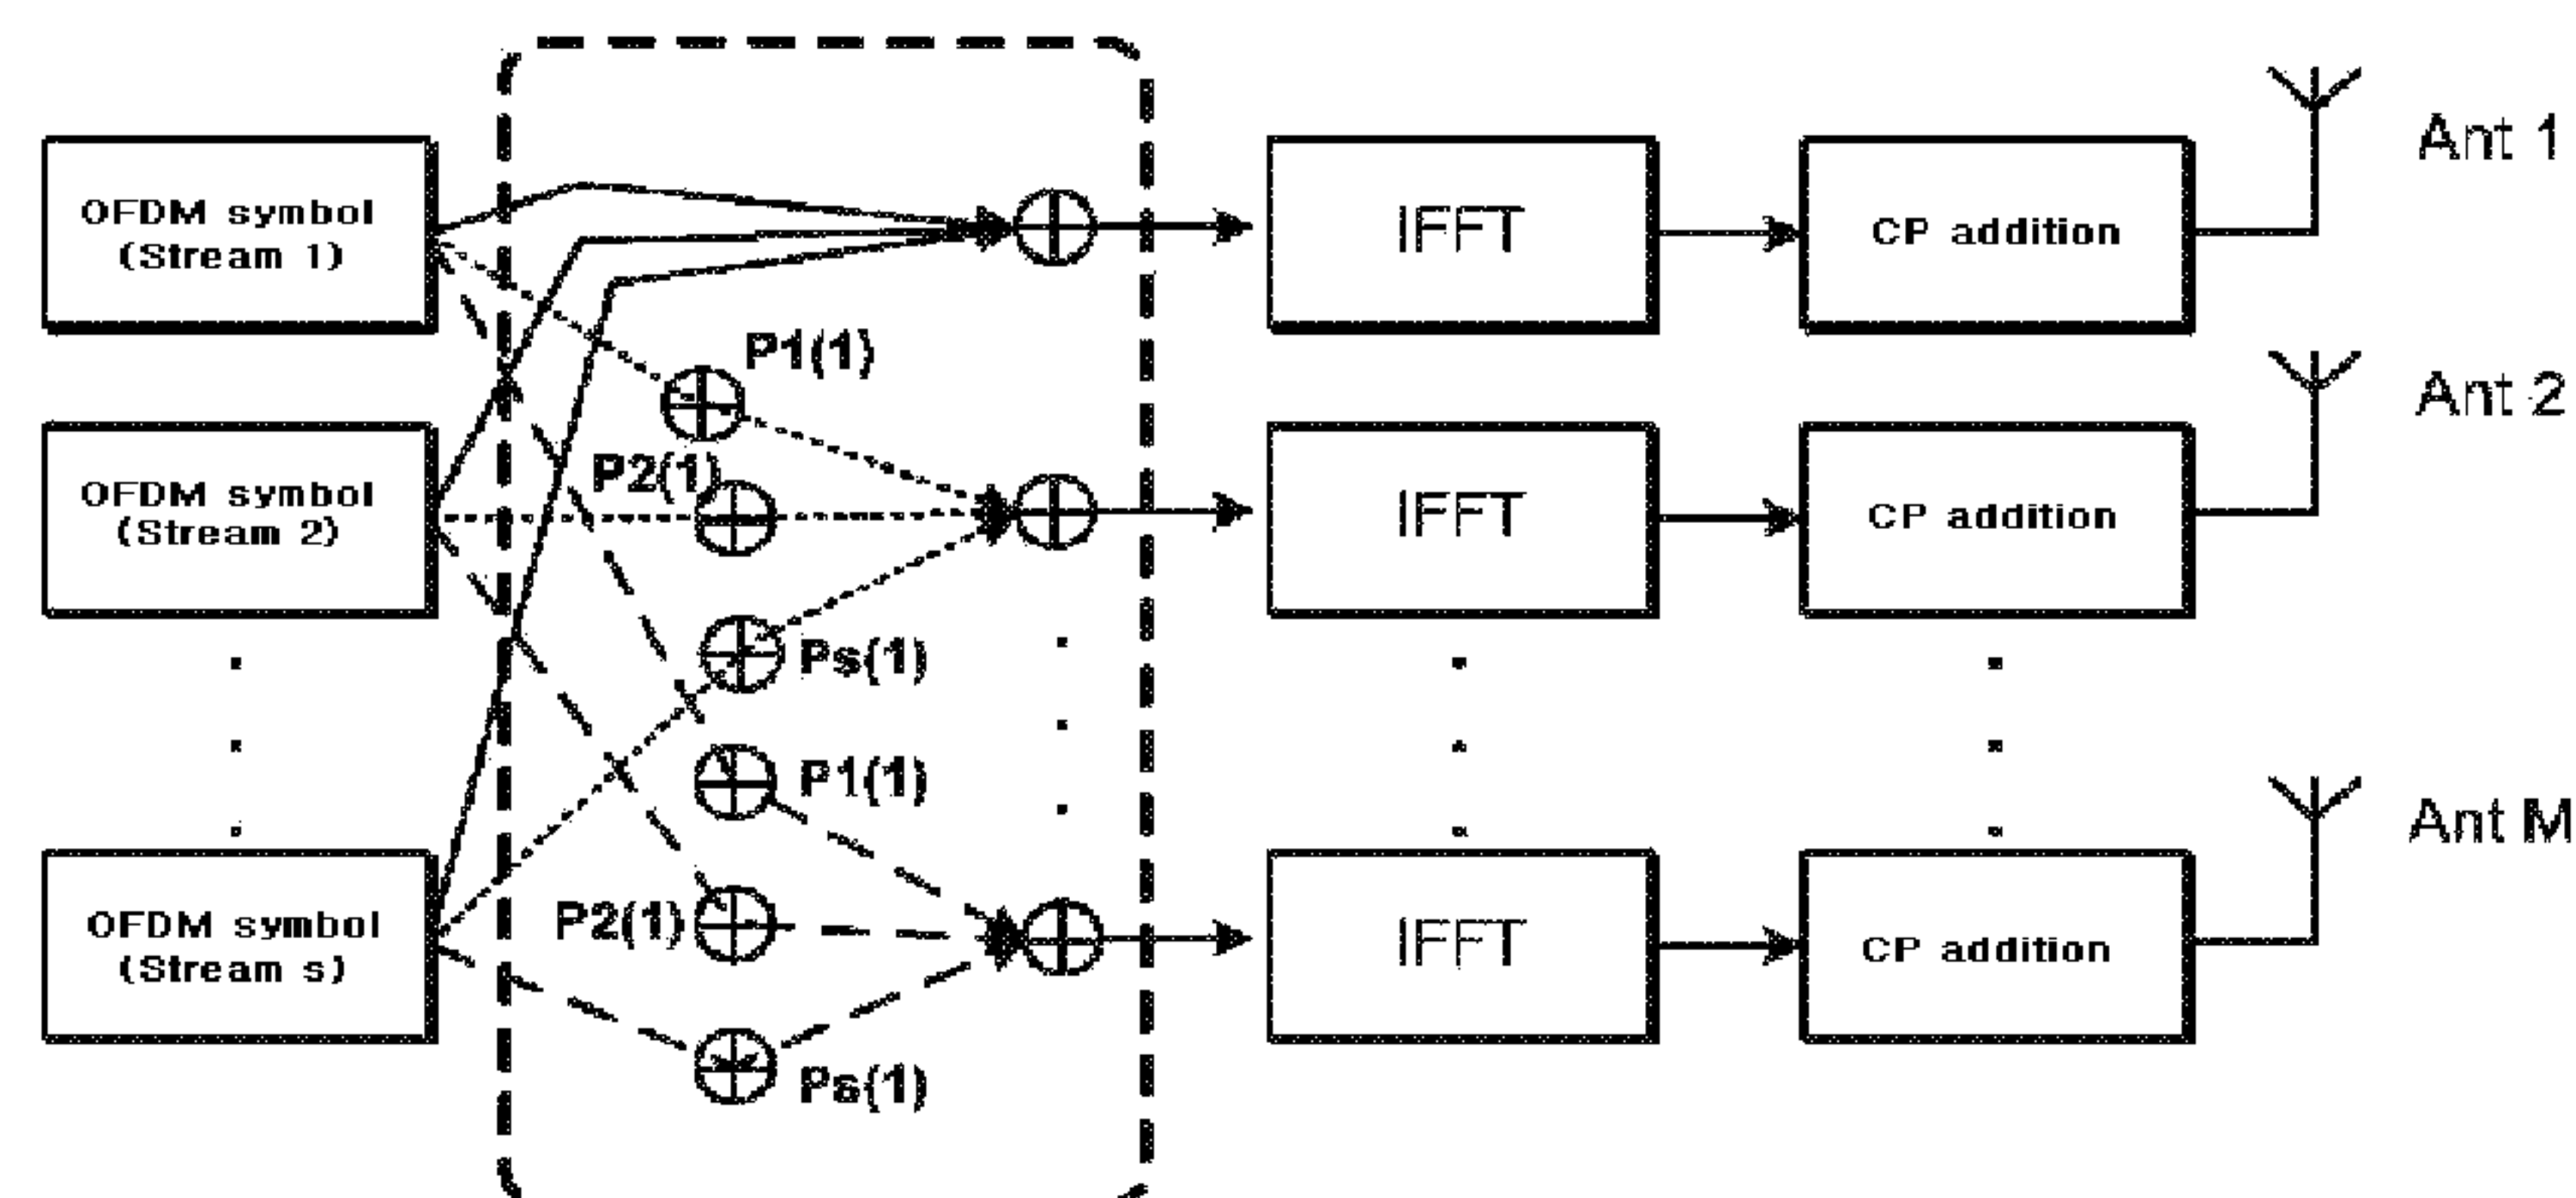 Ant 1
OFDM symbol
(Stream 1)
IFFT
CP addition
P1(1)
Ant 2
P2(1)
OFDM symbol
(Stream 2)
IFFT
CP addition
Ps(1)
P1(1)
Ant M
P2(1)
OFDM symbol
(Stream s)
IFFT
CP addition
Ps(1)